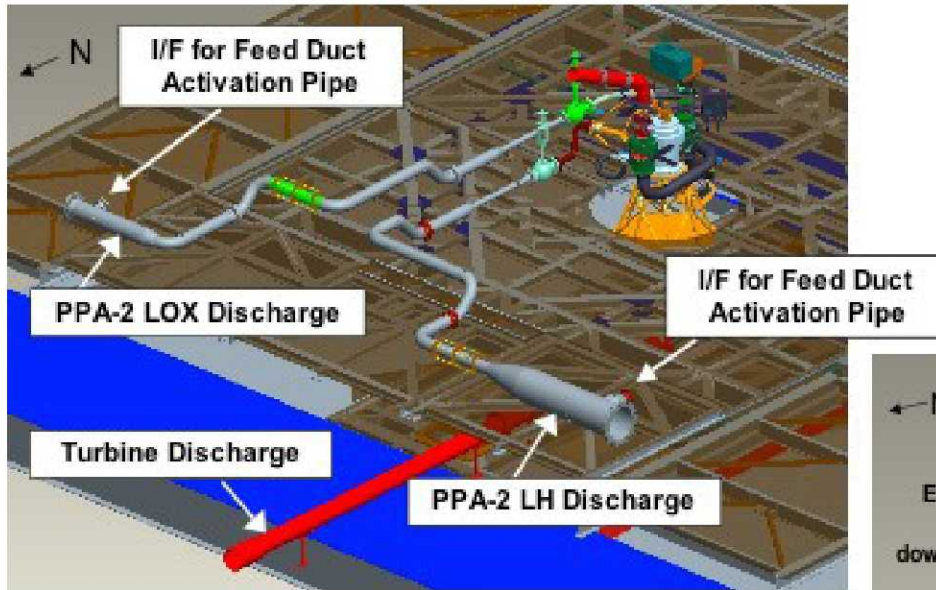 N
I/F for Feed Duct
Activation Pipe
I/F for Feed Duct
Activation Pipe
PPA-2 LOX Discharge
Turbine Discharge
PPA-2 LH Discharge